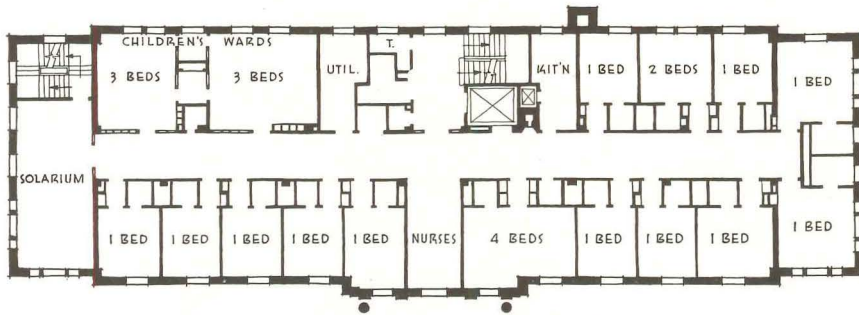 CHILDREN'S WARDS
T.
3 BEDS
3 BEDS
UTIL.
KIT'N
1 BED
2 BEDS
1 BED
1 BED
SOLARIUM
1 BED
1 BED
1 BED
1 BED
1 BED
NURSES
4 BEDS
1 BED
1 BED
1 BED
1 BED